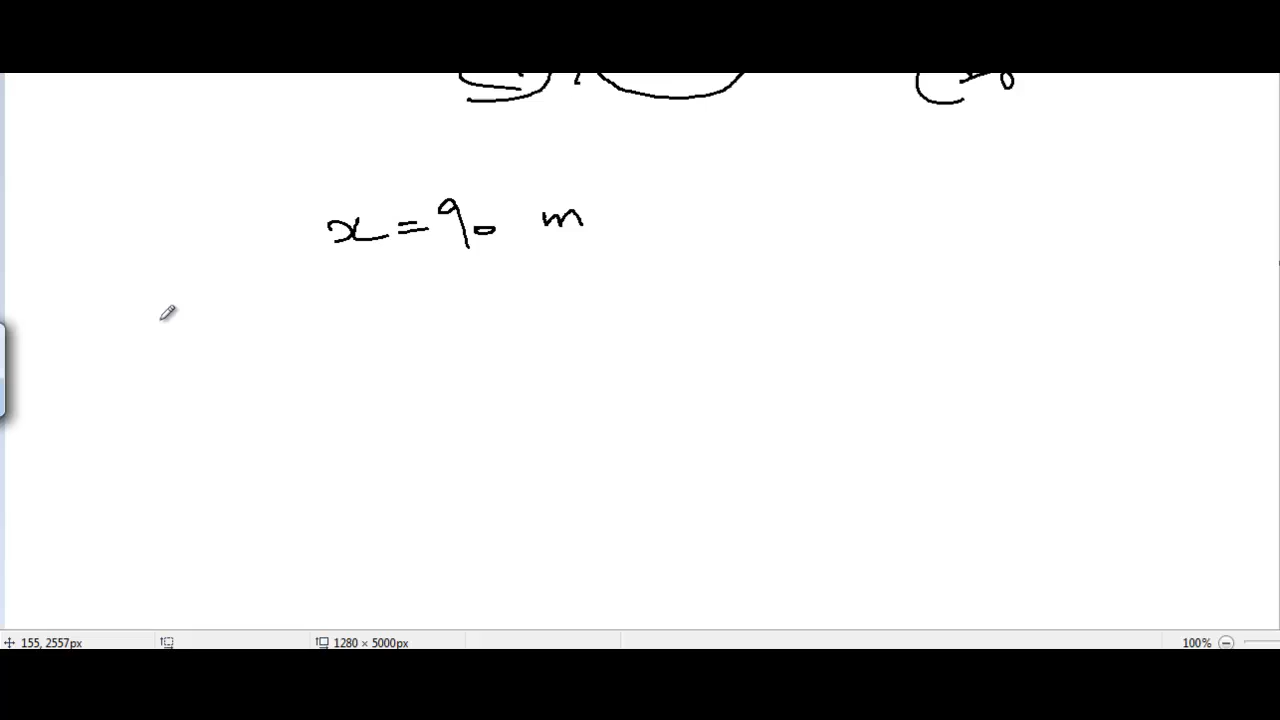 x = 90 m
155, 2557px 1280 × 5000px 100%